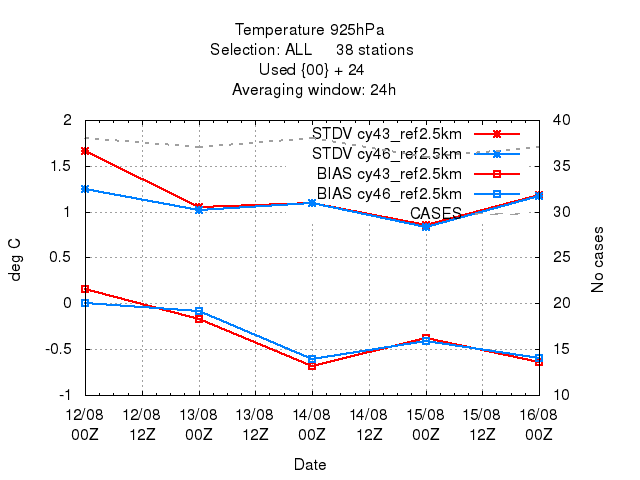 Temperature 925hPa
Selection: ALL 38 stations
Used {00} + 24
Averaging window: 24h
2
1.5
1
0.5
0
-0.5
-1
deg C
40
35
30
25
20
15
10
No cases
STDV cy43_ref2.5km
STDV cy46_ref2.5km
BIAS cy43_ref2.5km
BIAS cy46_ref2.5km
CASES
12/08 12/08 13/08 13/08 14/08 14/08 15/08 15/08 16/08
00Z 12Z 00Z 12Z 00Z 12Z 00Z 12Z 00Z
Date